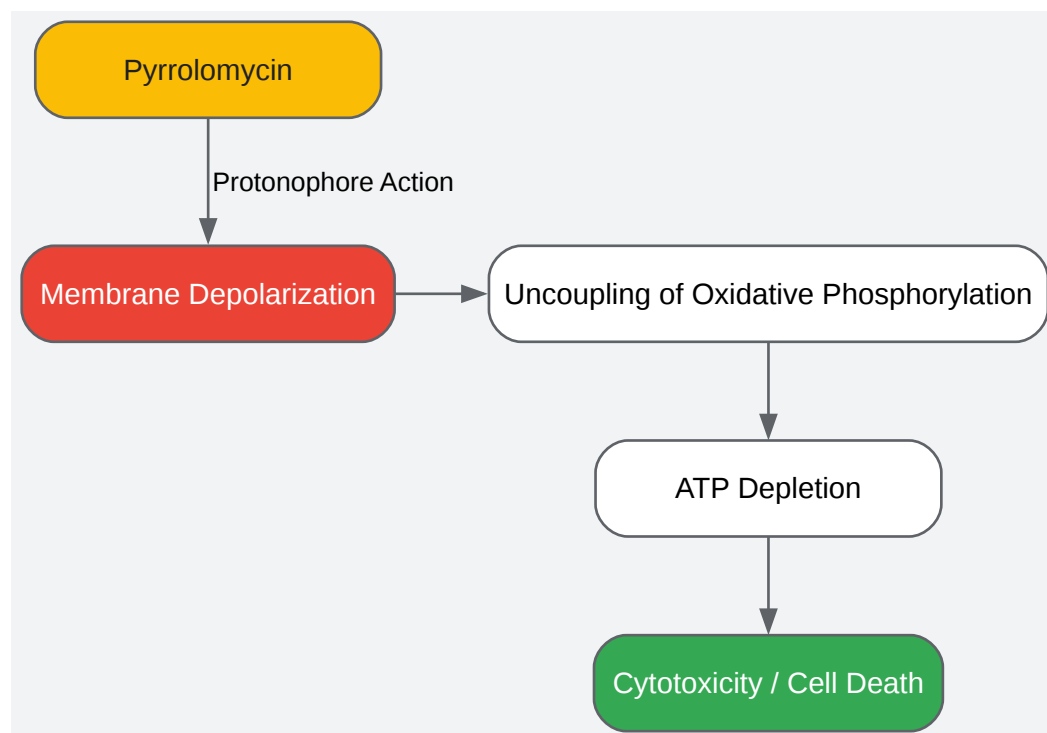 Pyrrolomycin
Protonophore Action
Membrane Depolarization
Uncoupling of Oxidative Phosphorylation
ATP Depletion
Cytotoxicity / Cell Death